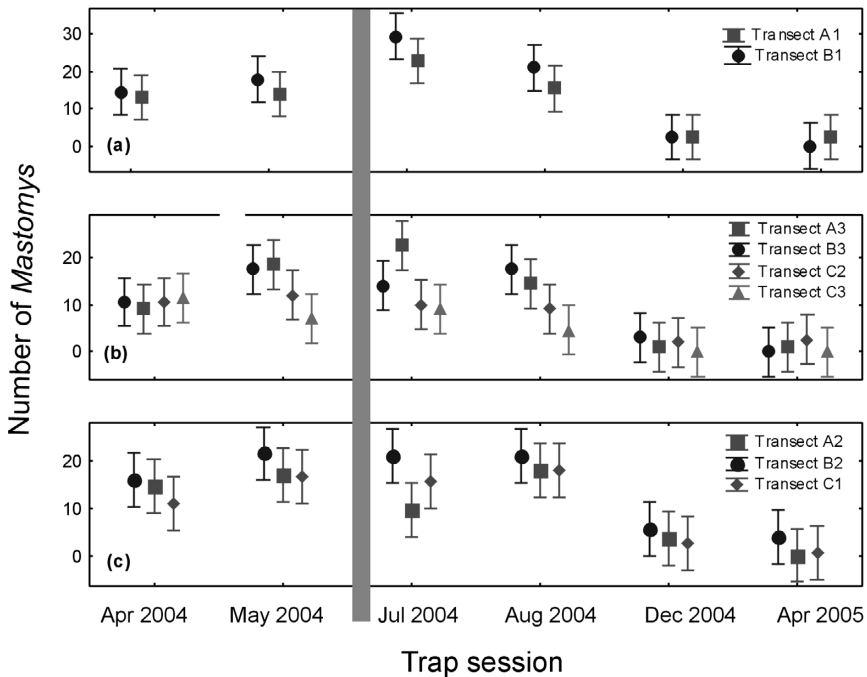 Number of Mastomys
30
20
10
0
(a)
Transect A1
Transect B1
20
10
0
(b)
Transect A3
Transect B3
Transect C2
Transect C3
20
10
0
(c)
Transect A2
Transect B2
Transect C1
Apr 2004 May 2004 Jul 2004 Aug 2004 Dec 2004 Apr 2005
Trap session